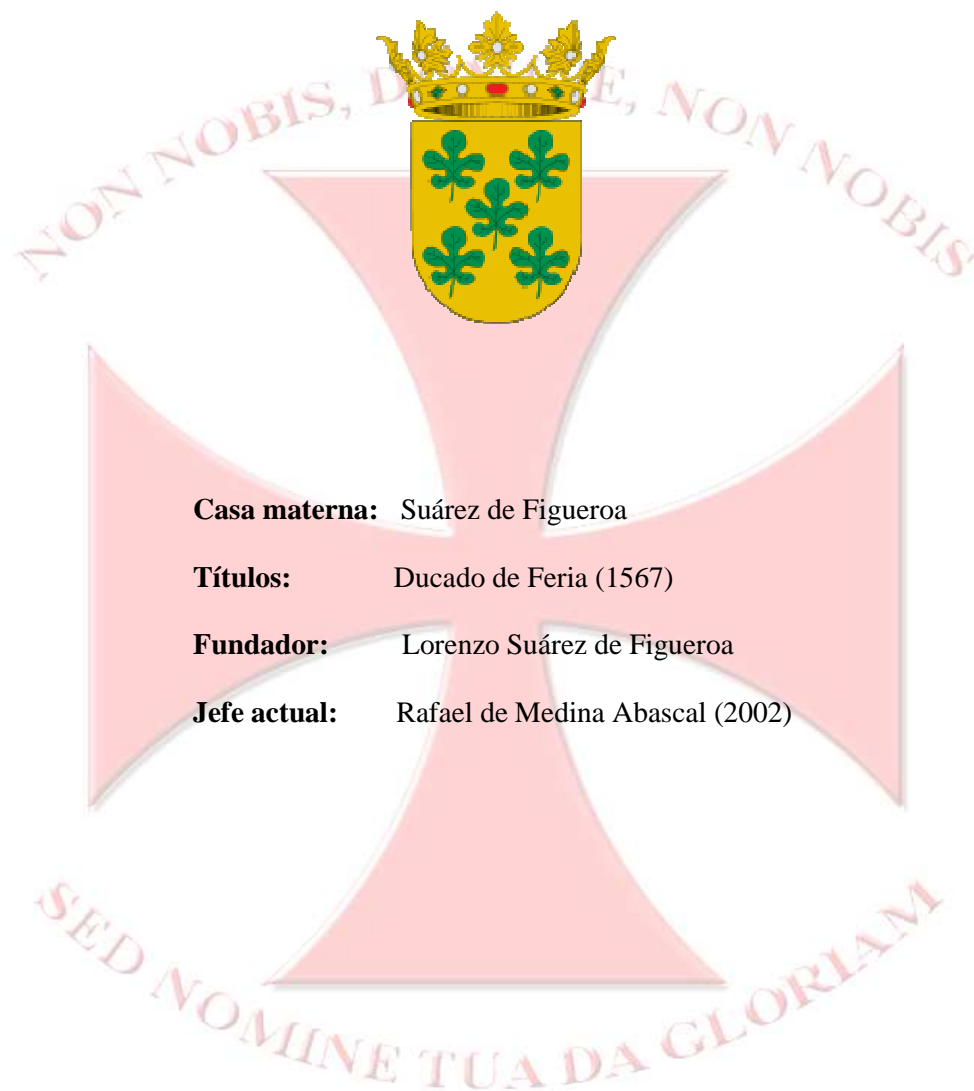 NON NOBIS, D E, NON NOBIS
Casa materna: Suárez de Figueroa
Títulos: Ducado de Feria (1567)
Fundador: Lorenzo Suárez de Figueroa
Jefe actual: Rafael de Medina Abascal (2002)
SED NOMINE TUA DA GLORIAM